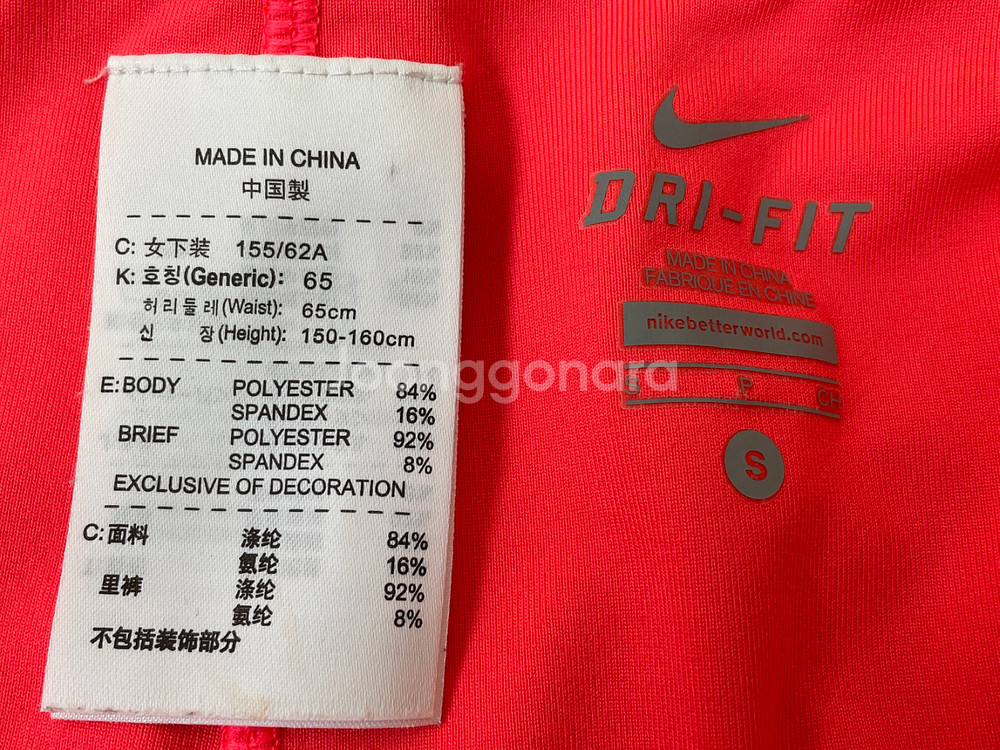 MADE IN CHINA
中国製
C: 女下装 155/62A
K: 호칭(Generic): 65
허리둘레(Waist): 65cm
신 장(Height): 150-160cm
E: BODY POLYESTER 84%
SPANDEX 16%
BRIEF POLYESTER 92%
SPANDEX 8%
EXCLUSIVE OF DECORATION
C: 面料 涤纶 84%
氨纶 16%
里裤 涤纶 92%
氨纶 8%
不包括装饰部分
DRI-FIT
MADE IN CHINA
FABRIQUE EN CHINE
nikebetterworld.com
S P CH
S
joonggonara